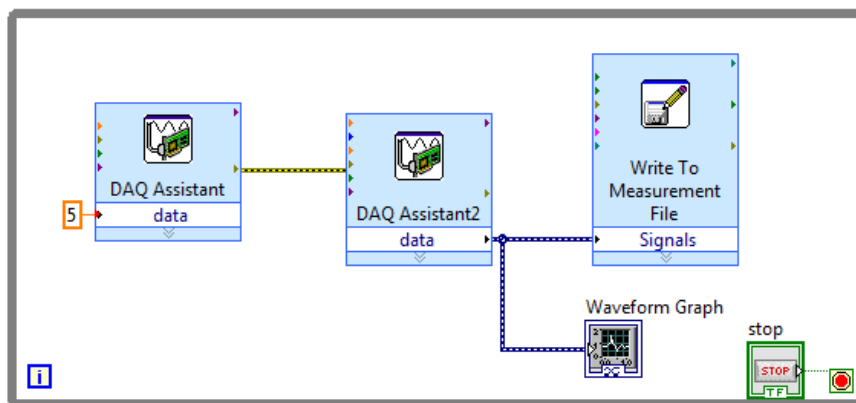 DAQ Assistant
5
data
DAQ Assistant2
data
Write To
Measurement
File
Signals
Waveform Graph
stop
STOP
TF
i